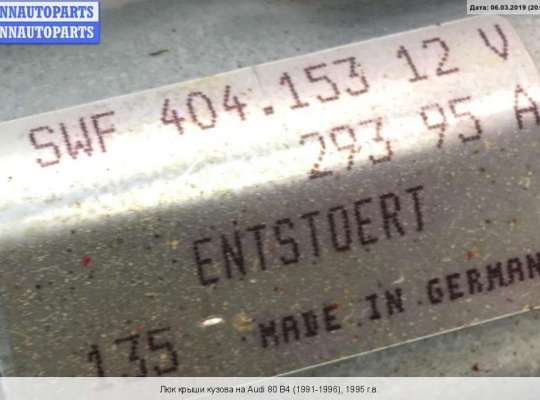 NNAUTOPARTS
NNAUTOPARTS
Дата: 06.03.2019 (20:
SWF 404.153 12 V
293 95 A
ENTSTOERT
135 MADE IN GERMAN
Люк крыши кузова на Audi 80 B4 (1991-1996), 1995 г.в.